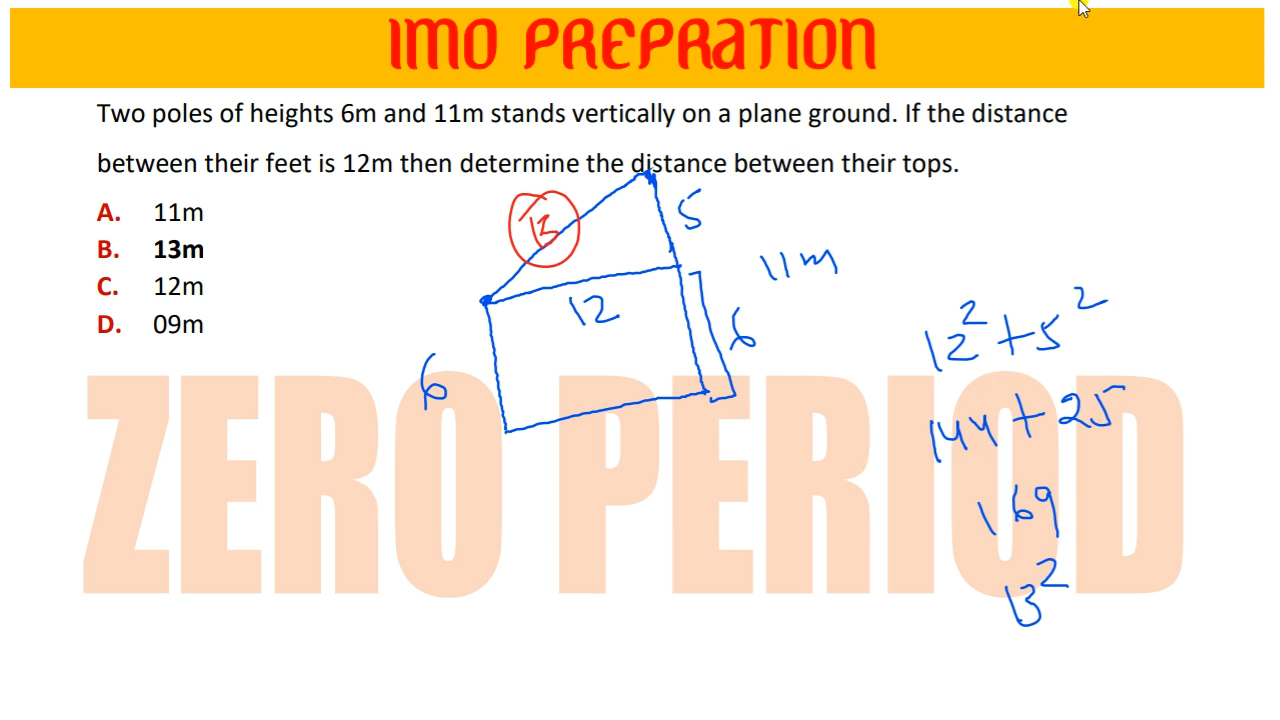 IMO PREPRATION
Two poles of heights 6m and 11m stands vertically on a plane ground. If the distance
between their feet is 12m then determine the distance between their tops.
A. 11m
B. 13m
C. 12m
D. 09m
13
5
11m
12
6
6
12² + 5²
144 + 25
169
13²
ZERO PERIOD